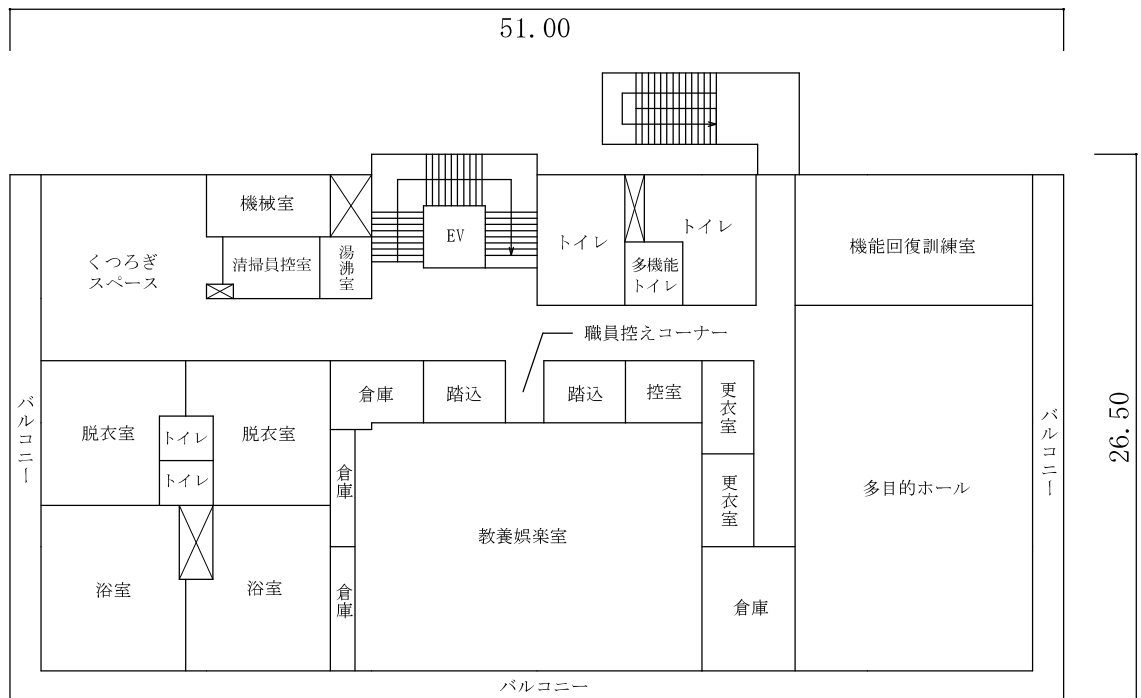 51.00
機械室
くつろぎ
スペース
清掃員控室
湯沸室
EV
トイレ
トイレ
多機能
トイレ
機能回復訓練室
職員控えコーナー
バルコニー
脱衣室
トイレ
トイレ
脱衣室
倉庫
踏込
踏込
控室
更衣室
更衣室
倉庫
倉庫
教養娯楽室
多目的ホール
バルコニー
26.50
浴室
浴室
倉庫
バルコニー